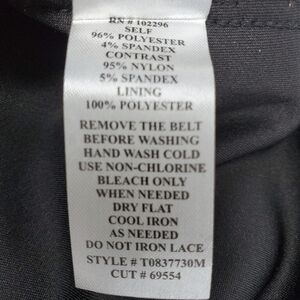 RN # 102296
SELF
96% POLYESTER
4% SPANDEX
CONTRAST
95% NYLON
5% SPANDEX
LINING
100% POLYESTER
REMOVE THE BELT
BEFORE WASHING
HAND WASH COLD
USE NON-CHLORINE
BLEACH ONLY
WHEN NEEDED
DRY FLAT
COOL IRON
AS NEEDED
DO NOT IRON LACE
STYLE # T0837730M
CUT # 69554